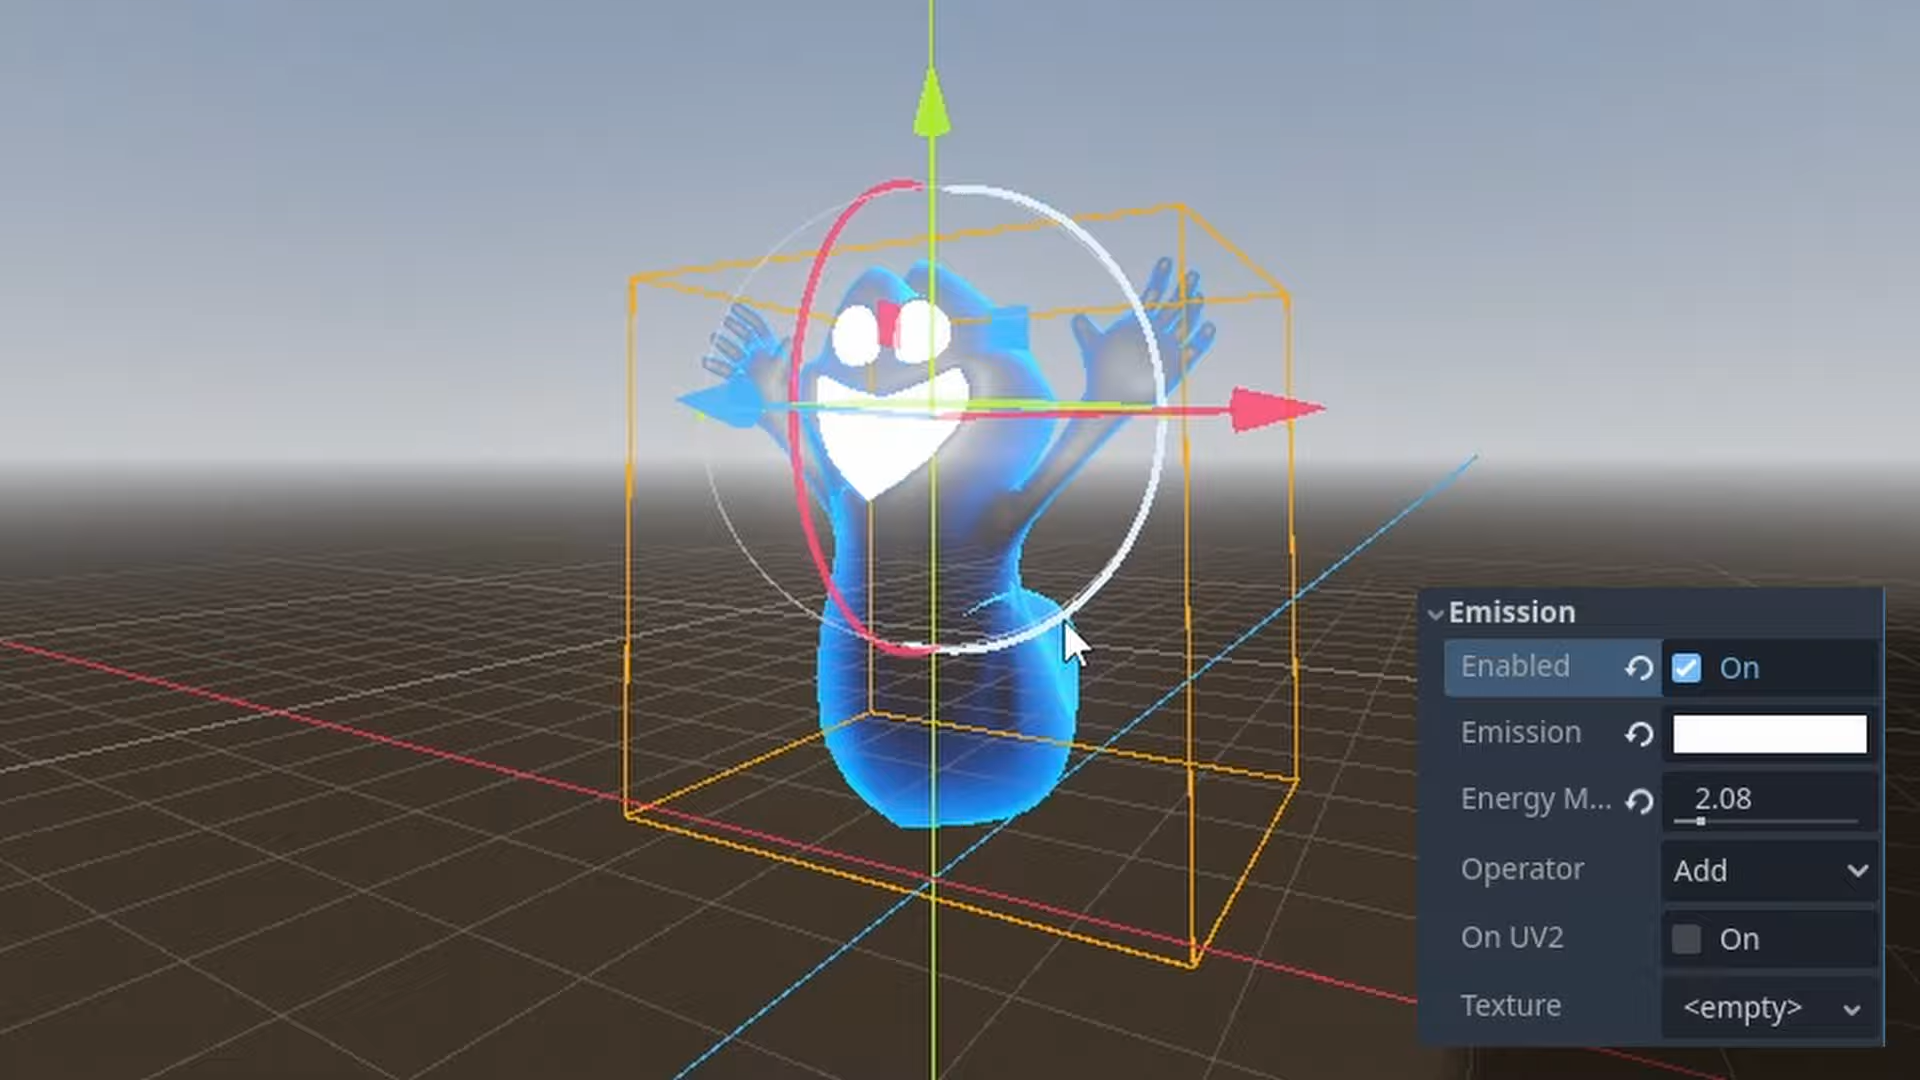 Emission
Enabled On
Emission
Energy M... 2.08
Operator Add
On UV2 On
Texture <empty>